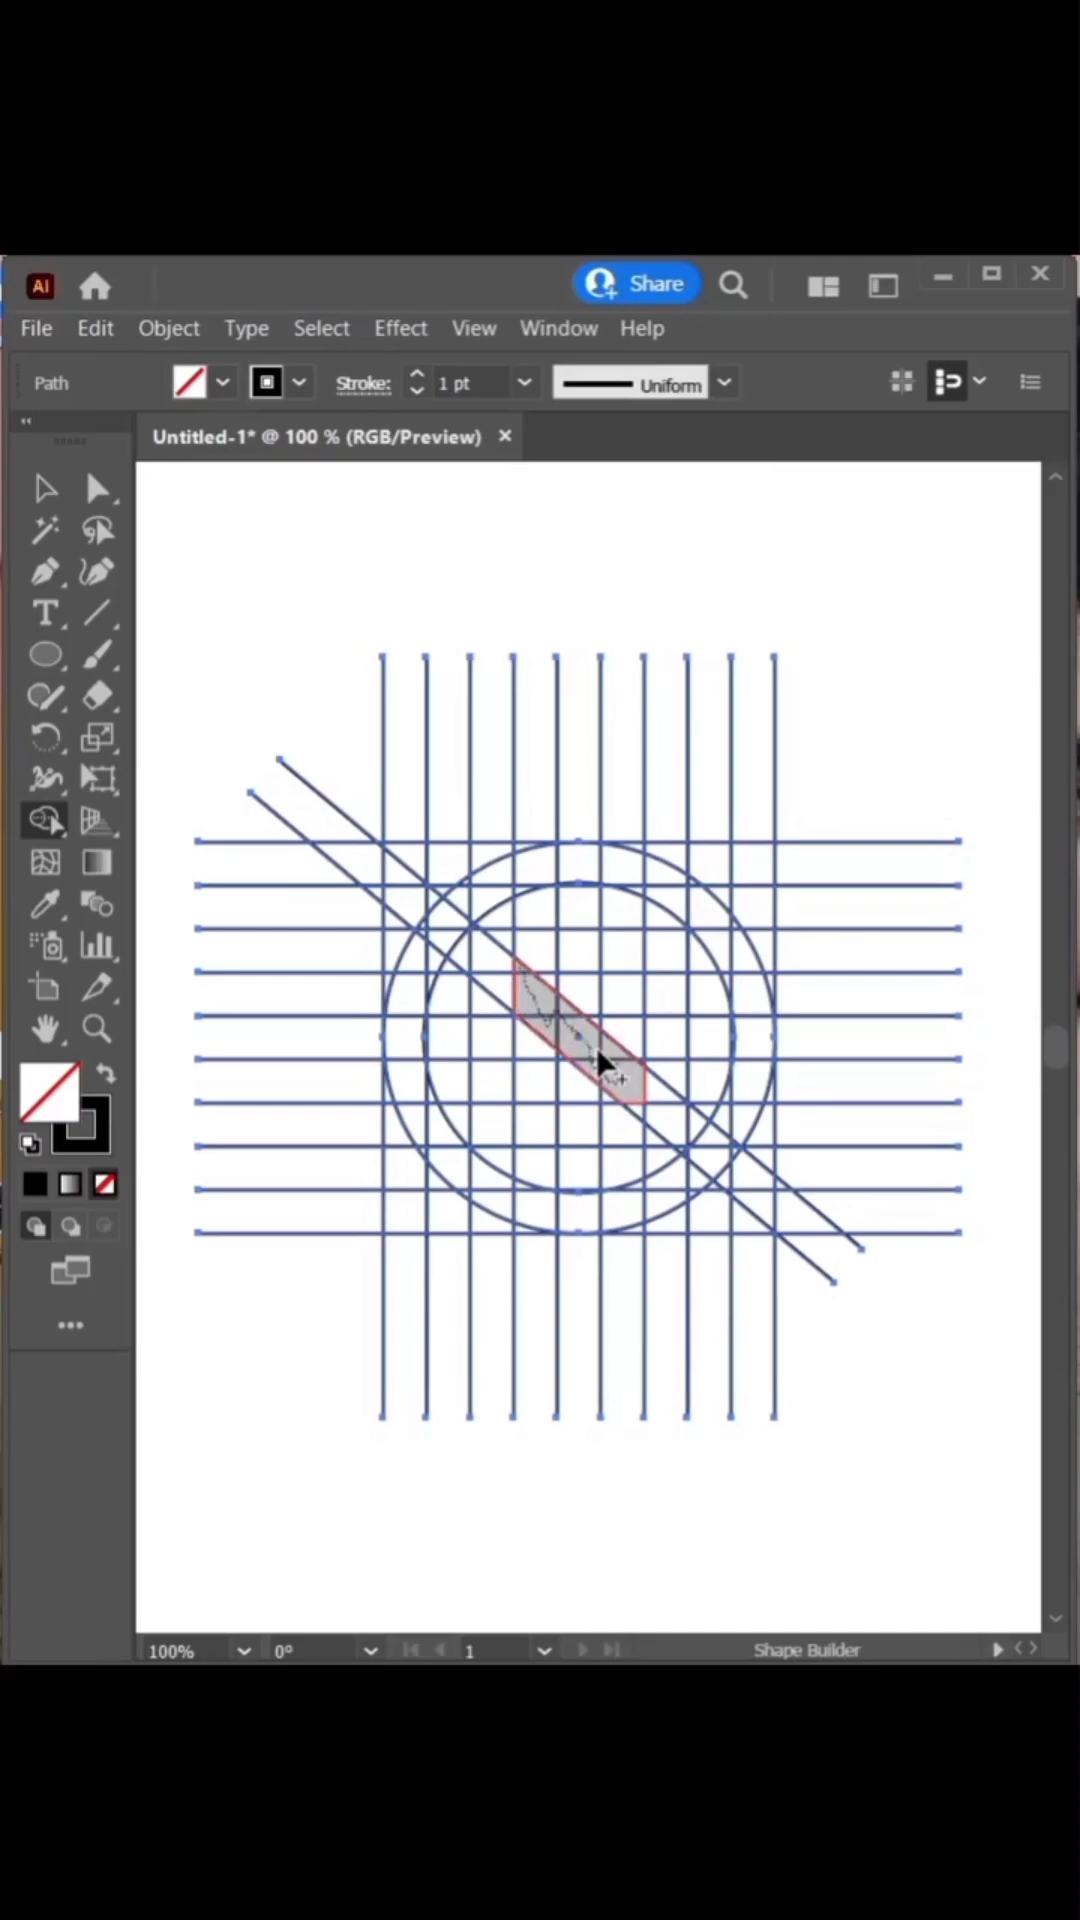 Ai
Share
File Edit Object Type Select Effect View Window Help
Path Stroke: 1 pt Uniform
Untitled-1* @ 100 % (RGB/Preview) ×
T
100% 0° 1 Shape Builder